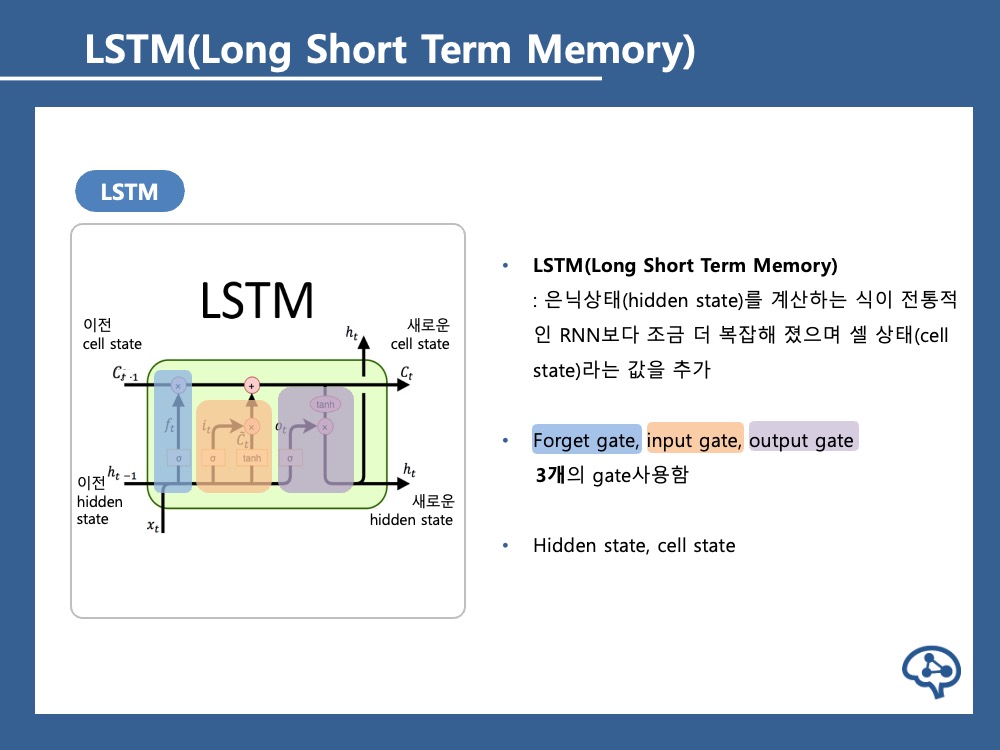 LSTM(Long Short Term Memory)
LSTM
LSTM
이전
cell state
새로운
cell state
h_t
C_t-1
C_t
f_t
i_t
C̃_t
o_t
tanh
σ
σ
tanh
σ
h_t-1
h_t
이전
hidden
state
새로운
hidden state
x_t
• LSTM(Long Short Term Memory)
: 은닉상태(hidden state)를 계산하는 식이 전통적
인 RNN보다 조금 더 복잡해 졌으며 셀 상태(cell
state)라는 값을 추가
• Forget gate, input gate, output gate
3개의 gate사용함
• Hidden state, cell state